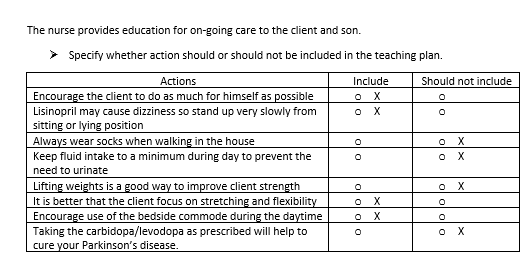 The nurse provides education for on-going care to the client and son.
➤ Specify whether action should or should not be included in the teaching plan.
Actions Include Should not include
Encourage the client to do as much for himself as possible o X o
Lisinopril may cause dizziness so stand up very slowly from o X o
sitting or lying position
Always wear socks when walking in the house o o X
Keep fluid intake to a minimum during day to prevent the o o X
need to urinate
Lifting weights is a good way to improve client strength o o X
It is better that the client focus on stretching and flexibility o X o
Encourage use of the bedside commode during the daytime o X o
Taking the carbidopa/levodopa as prescribed will help to o o X
cure your Parkinson's disease.